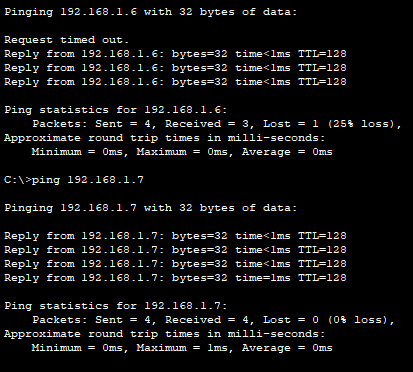 Pinging 192.168.1.6 with 32 bytes of data:
Request timed out.
Reply from 192.168.1.6: bytes=32 time<1ms TTL=128
Reply from 192.168.1.6: bytes=32 time<1ms TTL=128
Reply from 192.168.1.6: bytes=32 time<1ms TTL=128
Ping statistics for 192.168.1.6:
Packets: Sent = 4, Received = 3, Lost = 1 (25% loss),
Approximate round trip times in milli-seconds:
Minimum = 0ms, Maximum = 0ms, Average = 0ms
C:\>ping 192.168.1.7
Pinging 192.168.1.7 with 32 bytes of data:
Reply from 192.168.1.7: bytes=32 time<1ms TTL=128
Reply from 192.168.1.7: bytes=32 time<1ms TTL=128
Reply from 192.168.1.7: bytes=32 time<1ms TTL=128
Reply from 192.168.1.7: bytes=32 time=1ms TTL=128
Ping statistics for 192.168.1.7:
Packets: Sent = 4, Received = 4, Lost = 0 (0% loss),
Approximate round trip times in milli-seconds:
Minimum = 0ms, Maximum = 1ms, Average = 0ms